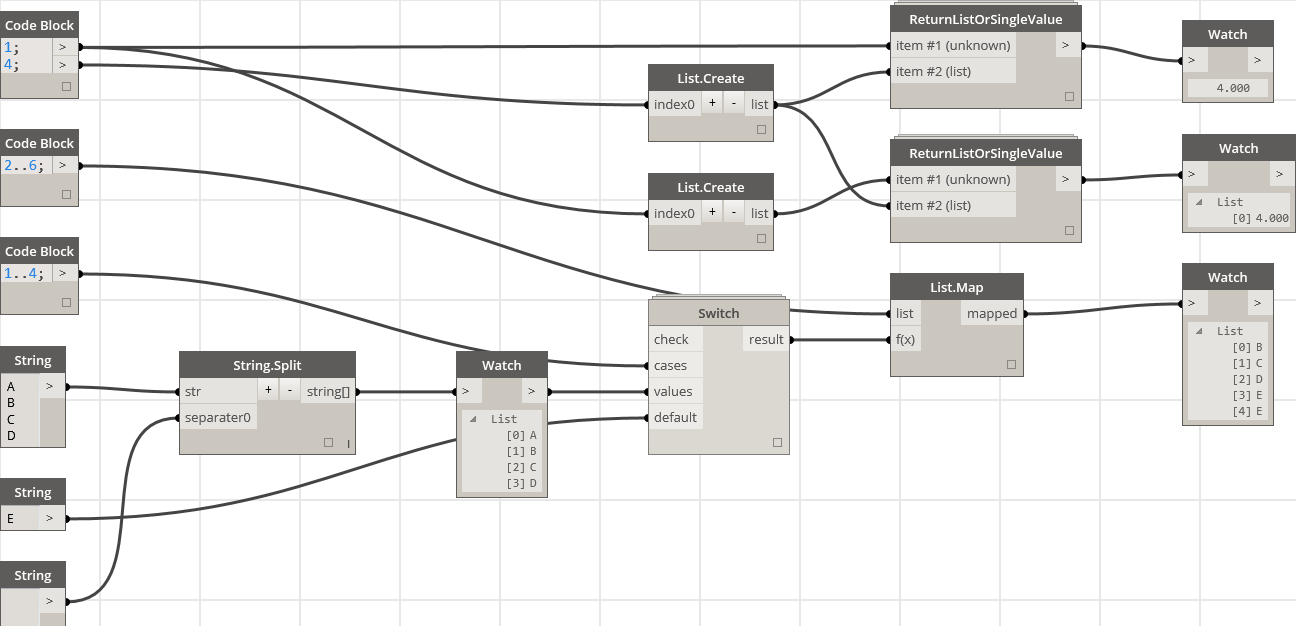 Code Block
1; >
4; >
Code Block
2..6; >
Code Block
1..4; >
String
A >
B
C
D
String
E >
String
>
String.Split
str + - string[]
separater0
Watch
> >
List
[0] A
[1] B
[2] C
[3] D
List.Create
index0 + - list
List.Create
index0 + - list
Switch
check result
cases
values
default
ReturnListOrSingleValue
item #1 (unknown) >
item #2 (list)
ReturnListOrSingleValue
item #1 (unknown) >
item #2 (list)
List.Map
list mapped
f(x)
Watch
> >
4.000
Watch
> >
List
[0] 4.000
Watch
> >
List
[0] B
[1] C
[2] D
[3] E
[4] E